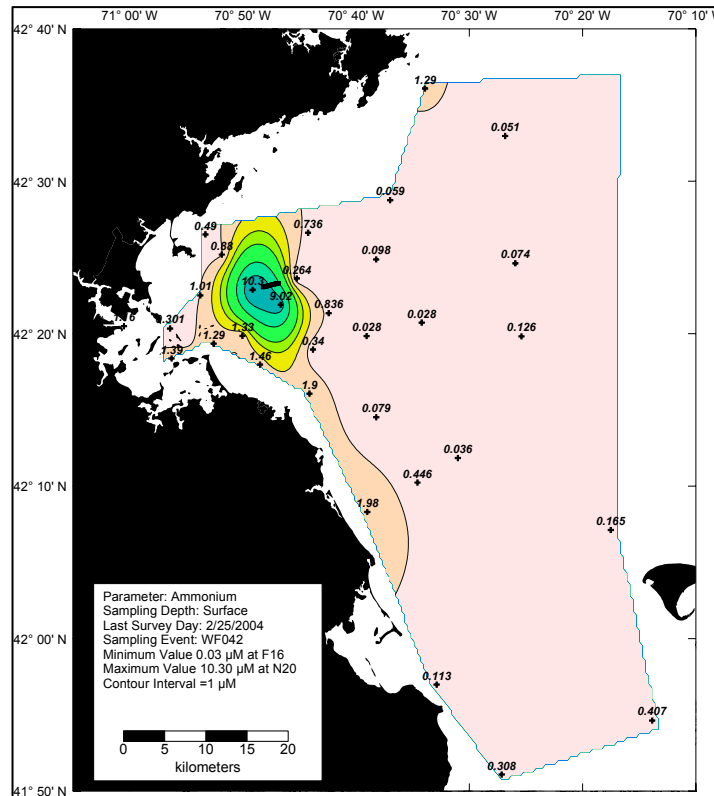 71° 00' W 70° 50' W 70° 40' W 70° 30' W 70° 20' W 70° 10' W
42° 40' N
1.29
0.051
42° 30' N
0.059
0.49
0.736
0.88
0.098
0.074
0.264
10.3
1.01
9.02
0.836
0.301
0.028
42° 20' N
1.33
0.028
0.126
1.29
0.34
1.39
1.46
1.9
0.079
0.036
42° 10' N
0.446
1.98
0.165
Parameter: Ammonium
Sampling Depth: Surface
Last Survey Day: 2/25/2004
Sampling Event: WF042
Minimum Value 0.03 µM at F16
Maximum Value 10.30 µM at N20
Contour Interval =1 µM
42° 00' N
0.113
0.407
0 5 10 15 20
kilometers
0.308
41° 50' N